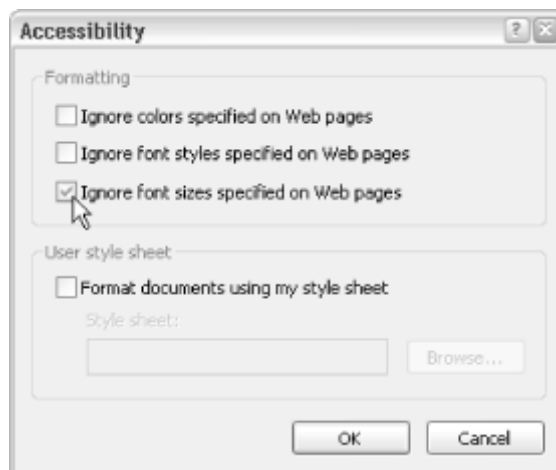 Accessibility
Formatting
Ignore colors specified on Web pages
Ignore font styles specified on Web pages
Ignore font sizes specified on Web pages
User style sheet
Format documents using my style sheet
Style sheet:
Browse...
OK Cancel